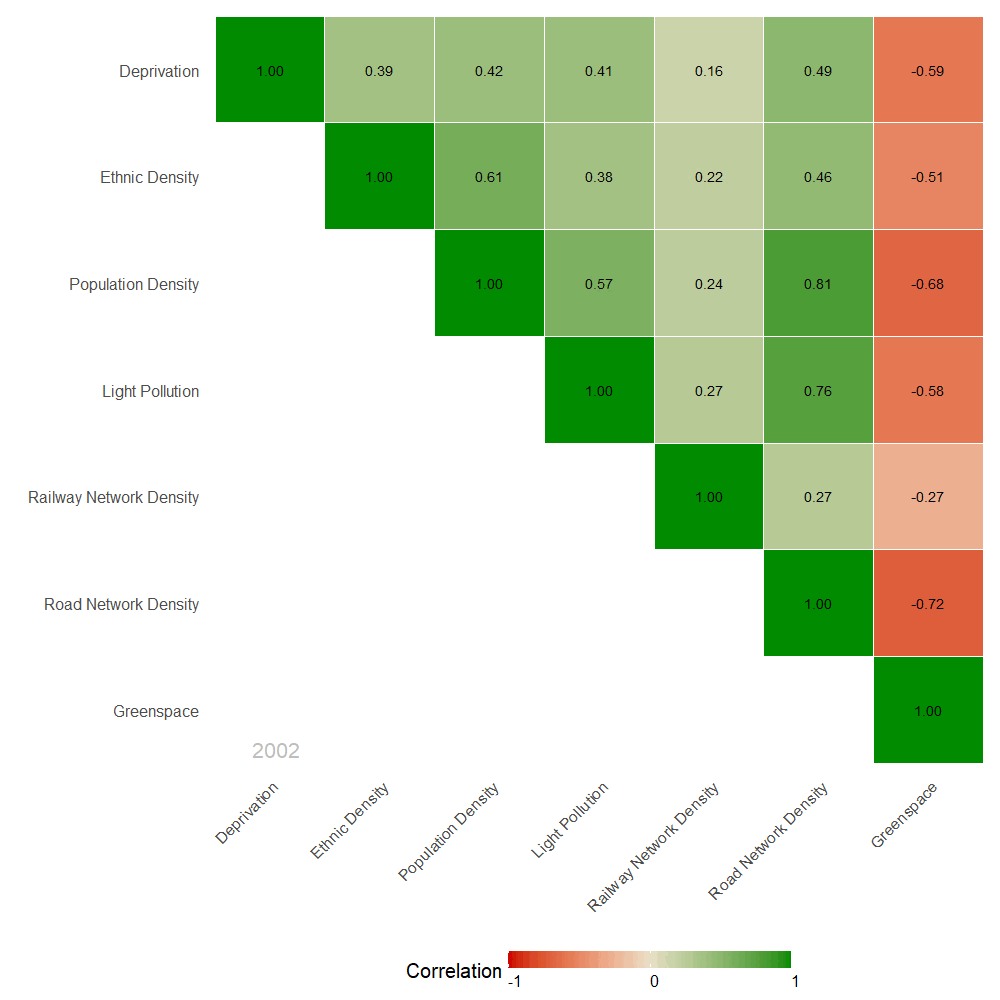 Deprivation 1.00 0.39 0.42 0.41 0.16 0.49 -0.59
Ethnic Density 1.00 0.61 0.38 0.22 0.46 -0.51
Population Density 1.00 0.57 0.24 0.81 -0.68
Light Pollution 1.00 0.27 0.76 -0.58
Railway Network Density 1.00 0.27 -0.27
Road Network Density 1.00 -0.72
Greenspace 1.00
2002
Deprivation Ethnic Density Population Density Light Pollution Railway Network Density Road Network Density Greenspace
Correlation
-1 0 1